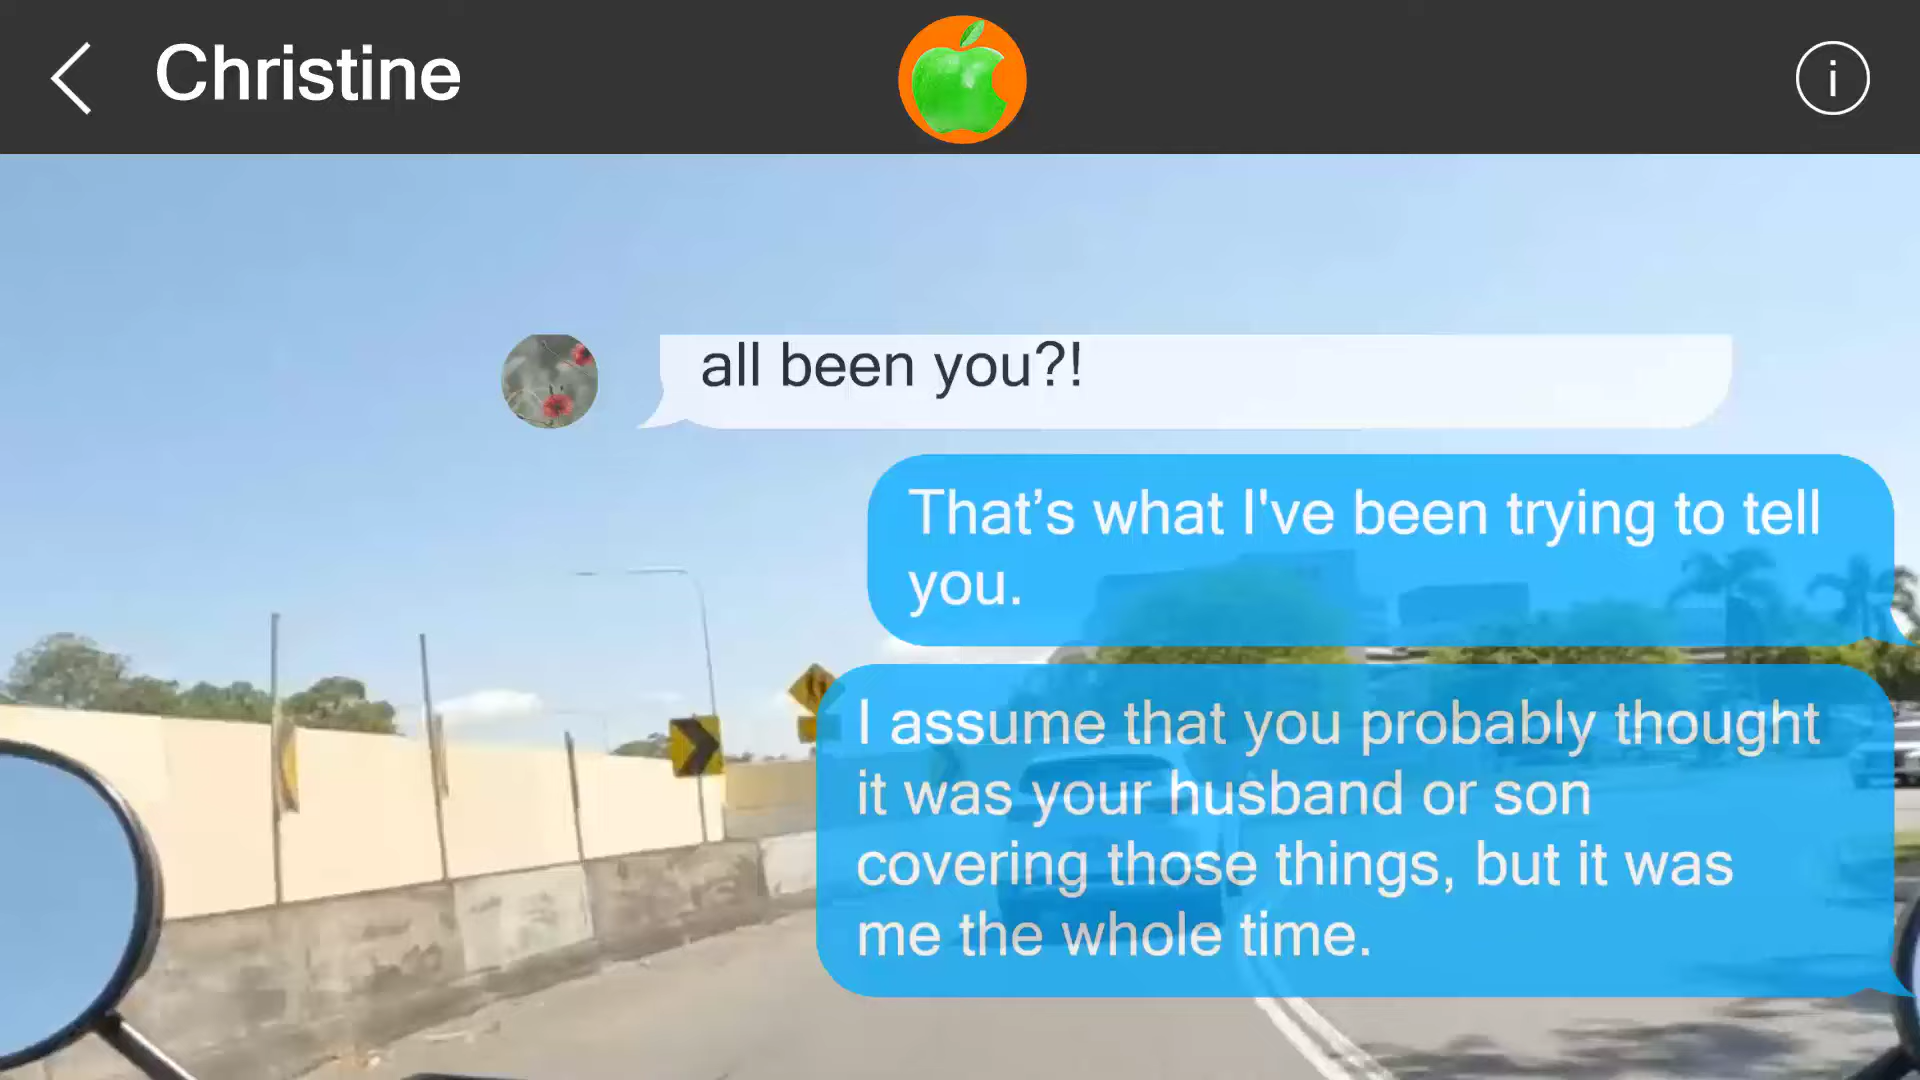 Christine
i
all been you?!
That’s what I've been trying to tell
you.
I assume that you probably thought
it was your husband or son
covering those things, but it was
me the whole time.